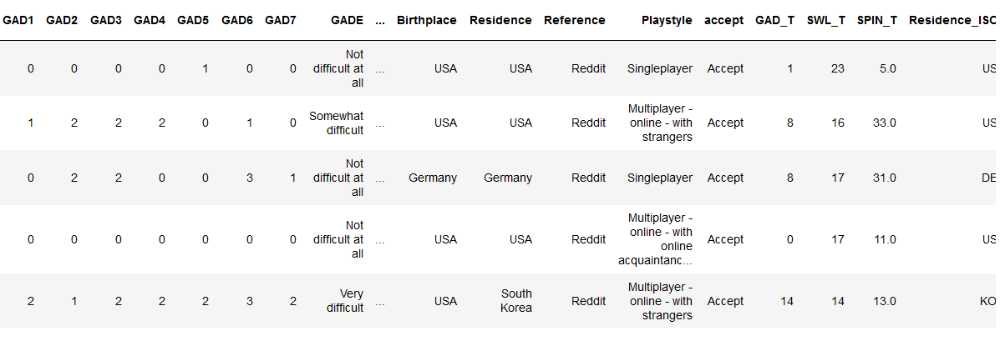 GAD1 GAD2 GAD3 GAD4 GAD5 GAD6 GAD7 GADE ... Birthplace Residence Reference Playstyle accept GAD_T SWL_T SPIN_T Residence_ISO
0 0 0 0 1 0 0 Not difficult at all ... USA USA Reddit Singleplayer Accept 1 23 5.0 US
1 2 2 2 0 1 0 Somewhat difficult ... USA USA Reddit Multiplayer - online - with strangers Accept 8 16 33.0 US
0 2 2 0 0 3 1 Not difficult at all ... Germany Germany Reddit Singleplayer Accept 8 17 31.0 DE
0 0 0 0 0 0 0 Not difficult at all ... USA USA Reddit Multiplayer - online - with online acquaintanc... Accept 0 17 11.0 US
2 1 2 2 2 3 2 Very difficult ... USA South Korea Reddit Multiplayer - online - with strangers Accept 14 14 13.0 KO